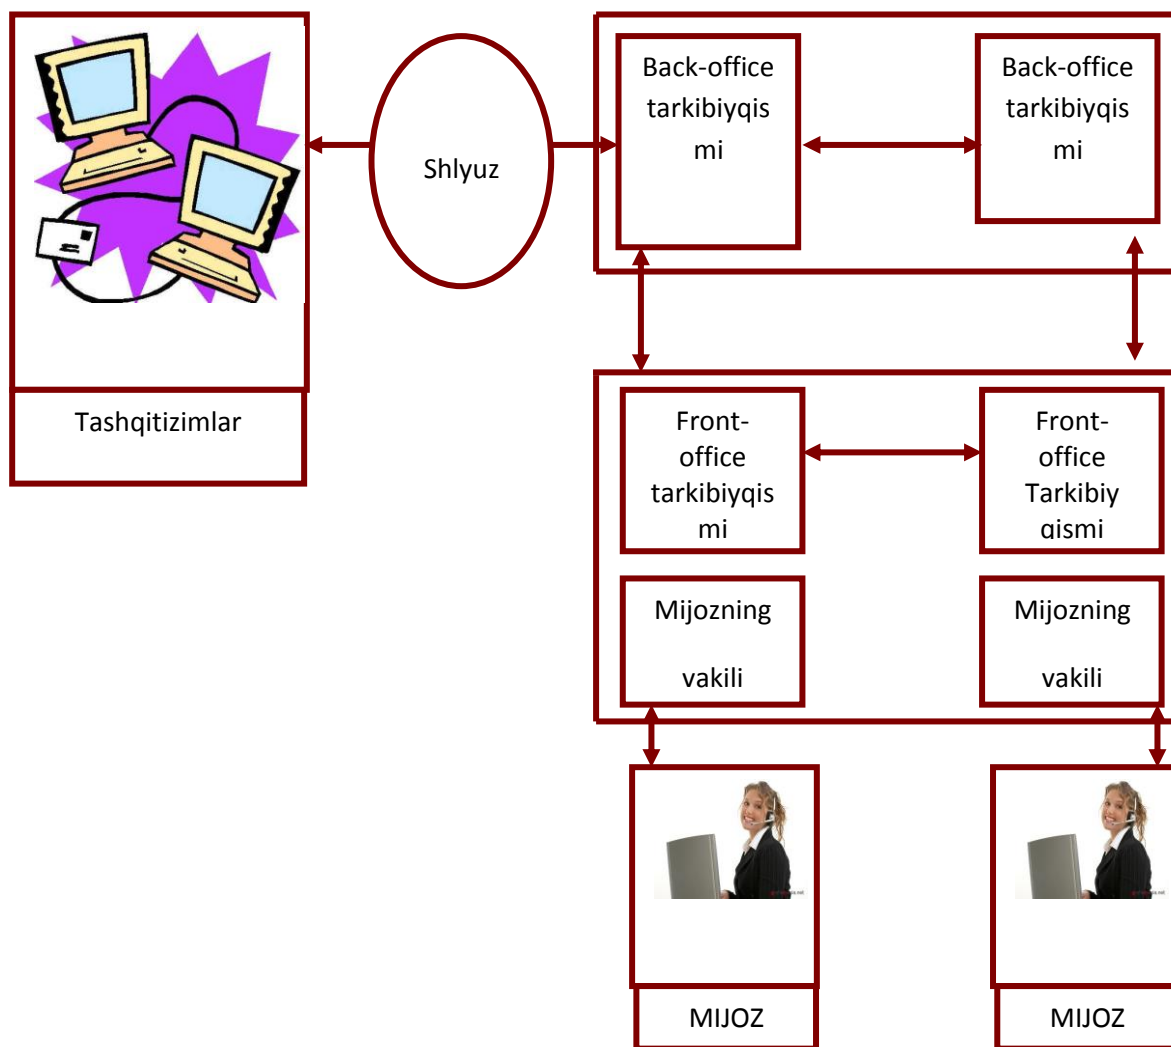 Back-office
tarkibiyqis
mi
Back-office
tarkibiyqis
mi
Shlyuz
Tashqitizimlar
Front-
office
tarkibiyqis
mi
Front-
office
Tarkibiy
qismi
Mijozning
vakili
Mijozning
vakili
MIJOZ
MIJOZ